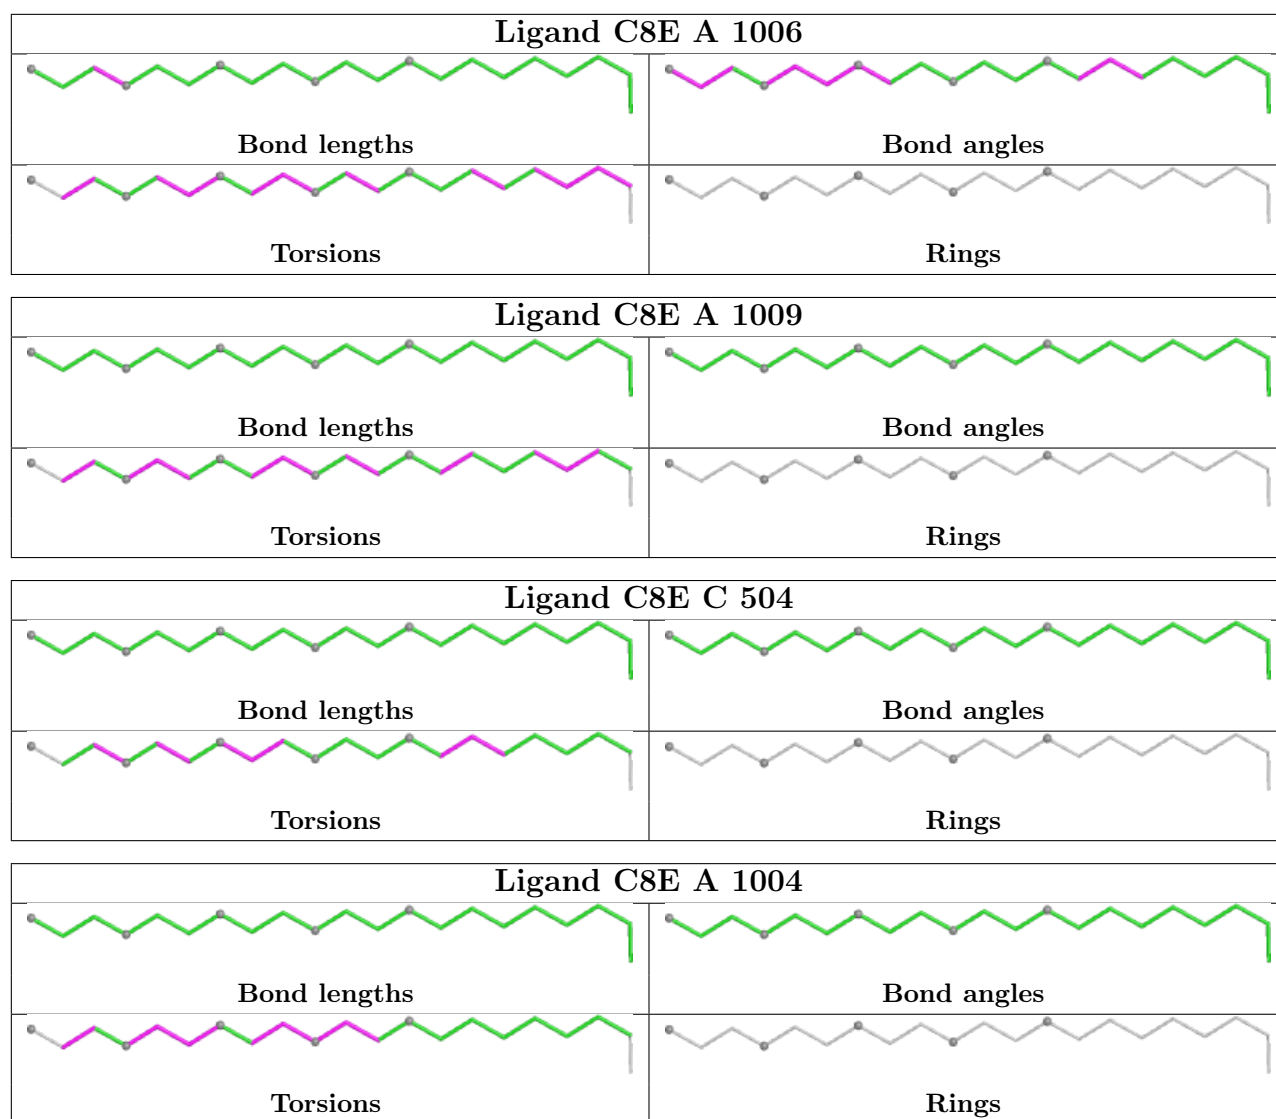 Ligand C8E A 1006
Bond lengths
Bond angles
Torsions
Rings
Ligand C8E A 1009
Bond lengths
Bond angles
Torsions
Rings
Ligand C8E C 504
Bond lengths
Bond angles
Torsions
Rings
Ligand C8E A 1004
Bond lengths
Bond angles
Torsions
Rings